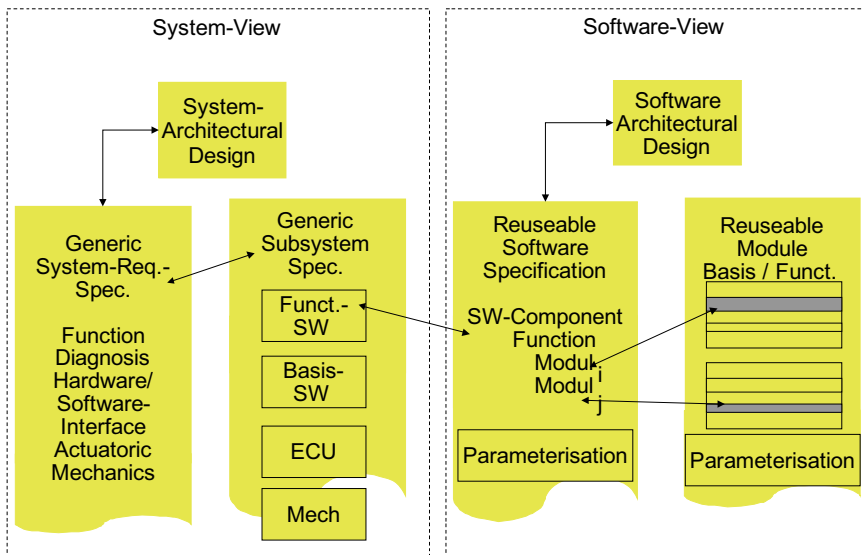 System-View
System-
Architectural
Design
Generic
System-Req.-
Spec.
Function
Diagnosis
Hardware/
Software-
Interface
Actuatoric
Mechanics
Generic
Subsystem
Spec.
Funct.-
SW
Basis-
SW
ECU
Mech
Software-View
Software
Architectural
Design
Reuseable
Software
Specification
SW-Component
Function
Modul i
Modul j
Parameterisation
Reuseable
Module
Basis / Funct.
Parameterisation